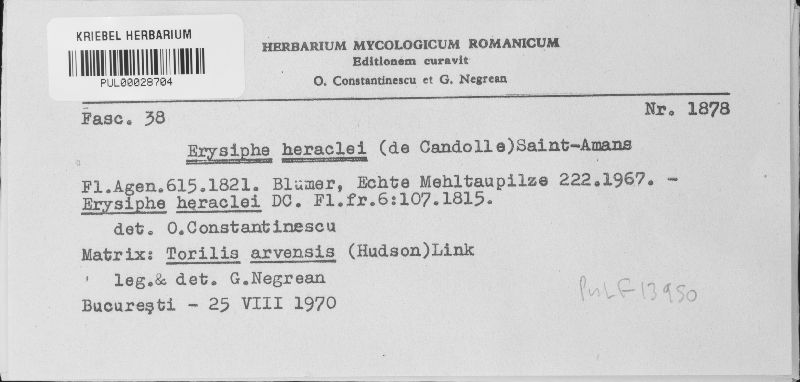 KRIEBEL HERBARIUM
PUL00028704
HERBARIUM MYCOLOGICUM ROMANICUM
Editionem curavit
O. Constantinescu et G. Negrean
Fasc. 38
Nr. 1878
Erysiphe heraclei (de Candolle)Saint-Amans
Fl.Agen.615.1821. Blumer, Echte Mehltaupilze 222.1967. -
Erysiphe heraclei DC. Fl.fr.6:107.1815.
det. O.Constantinescu
Matrix: Torilis arvensis (Hudson)Link
leg.& det. G.Negrean
București - 25 VIII 1970
PULF13950